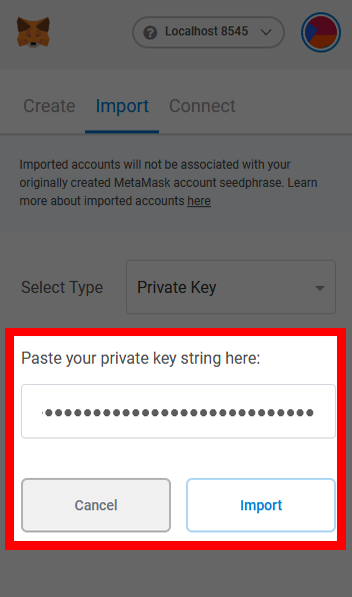 Localhost 8545
Create Import Connect
Imported accounts will not be associated with your
originally created MetaMask account seedphrase. Learn
more about imported accounts here
Select Type Private Key
Paste your private key string here:
Cancel Import